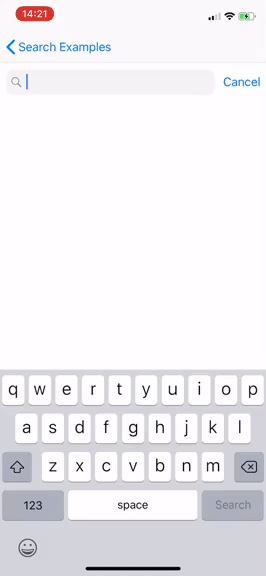 14:21
Search Examples
Cancel
q w e r t y u i o p
a s d f g h j k l
z x c v b n m
123 space Search